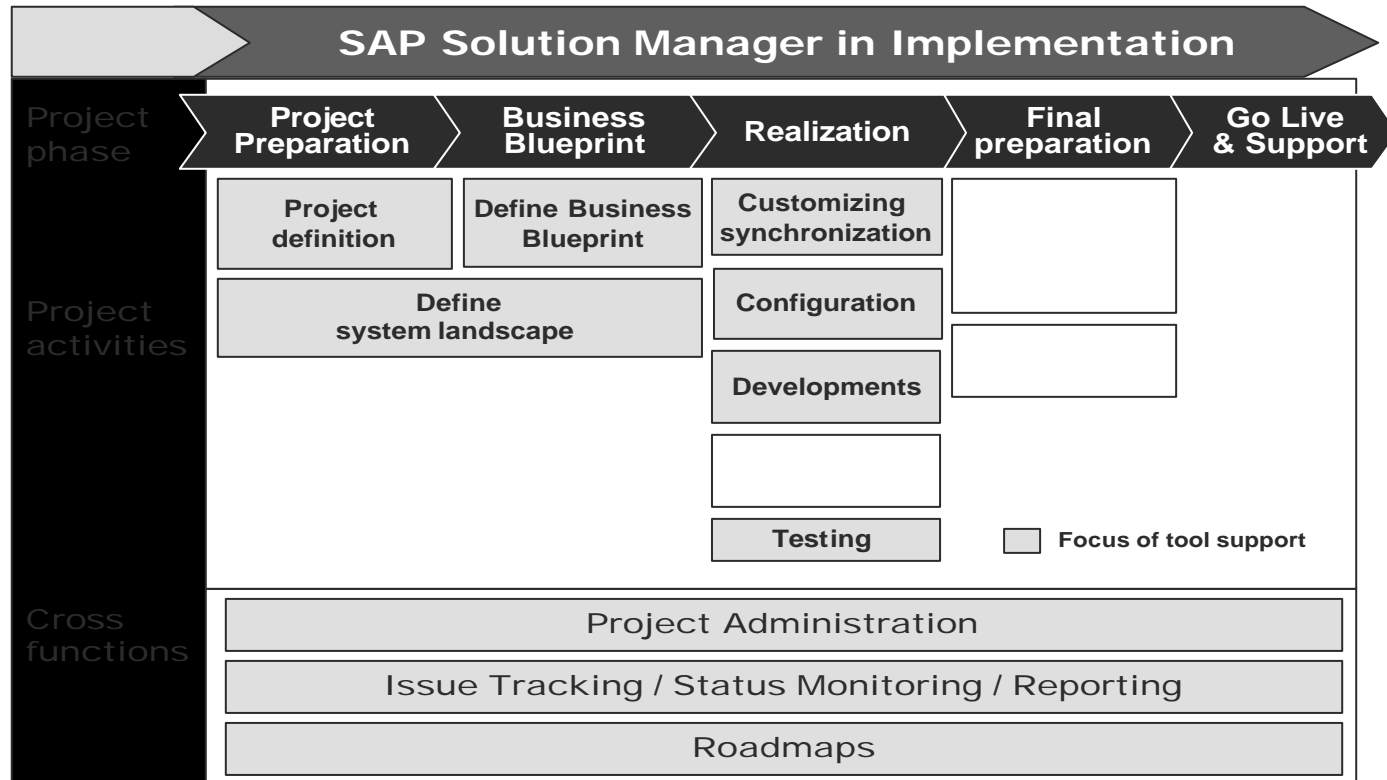 SAP Solution Manager in Implementation
Project
phase
Project
Preparation
Business
Blueprint
Realization
Final
preparation
Go Live
& Support
Project
activities
Project
definition
Define Business
Blueprint
Customizing
synchronization
Define
system landscape
Configuration
Developments
Testing
Focus of tool support
Cross
functions
Project Administration
Issue Tracking / Status Monitoring / Reporting
Roadmaps